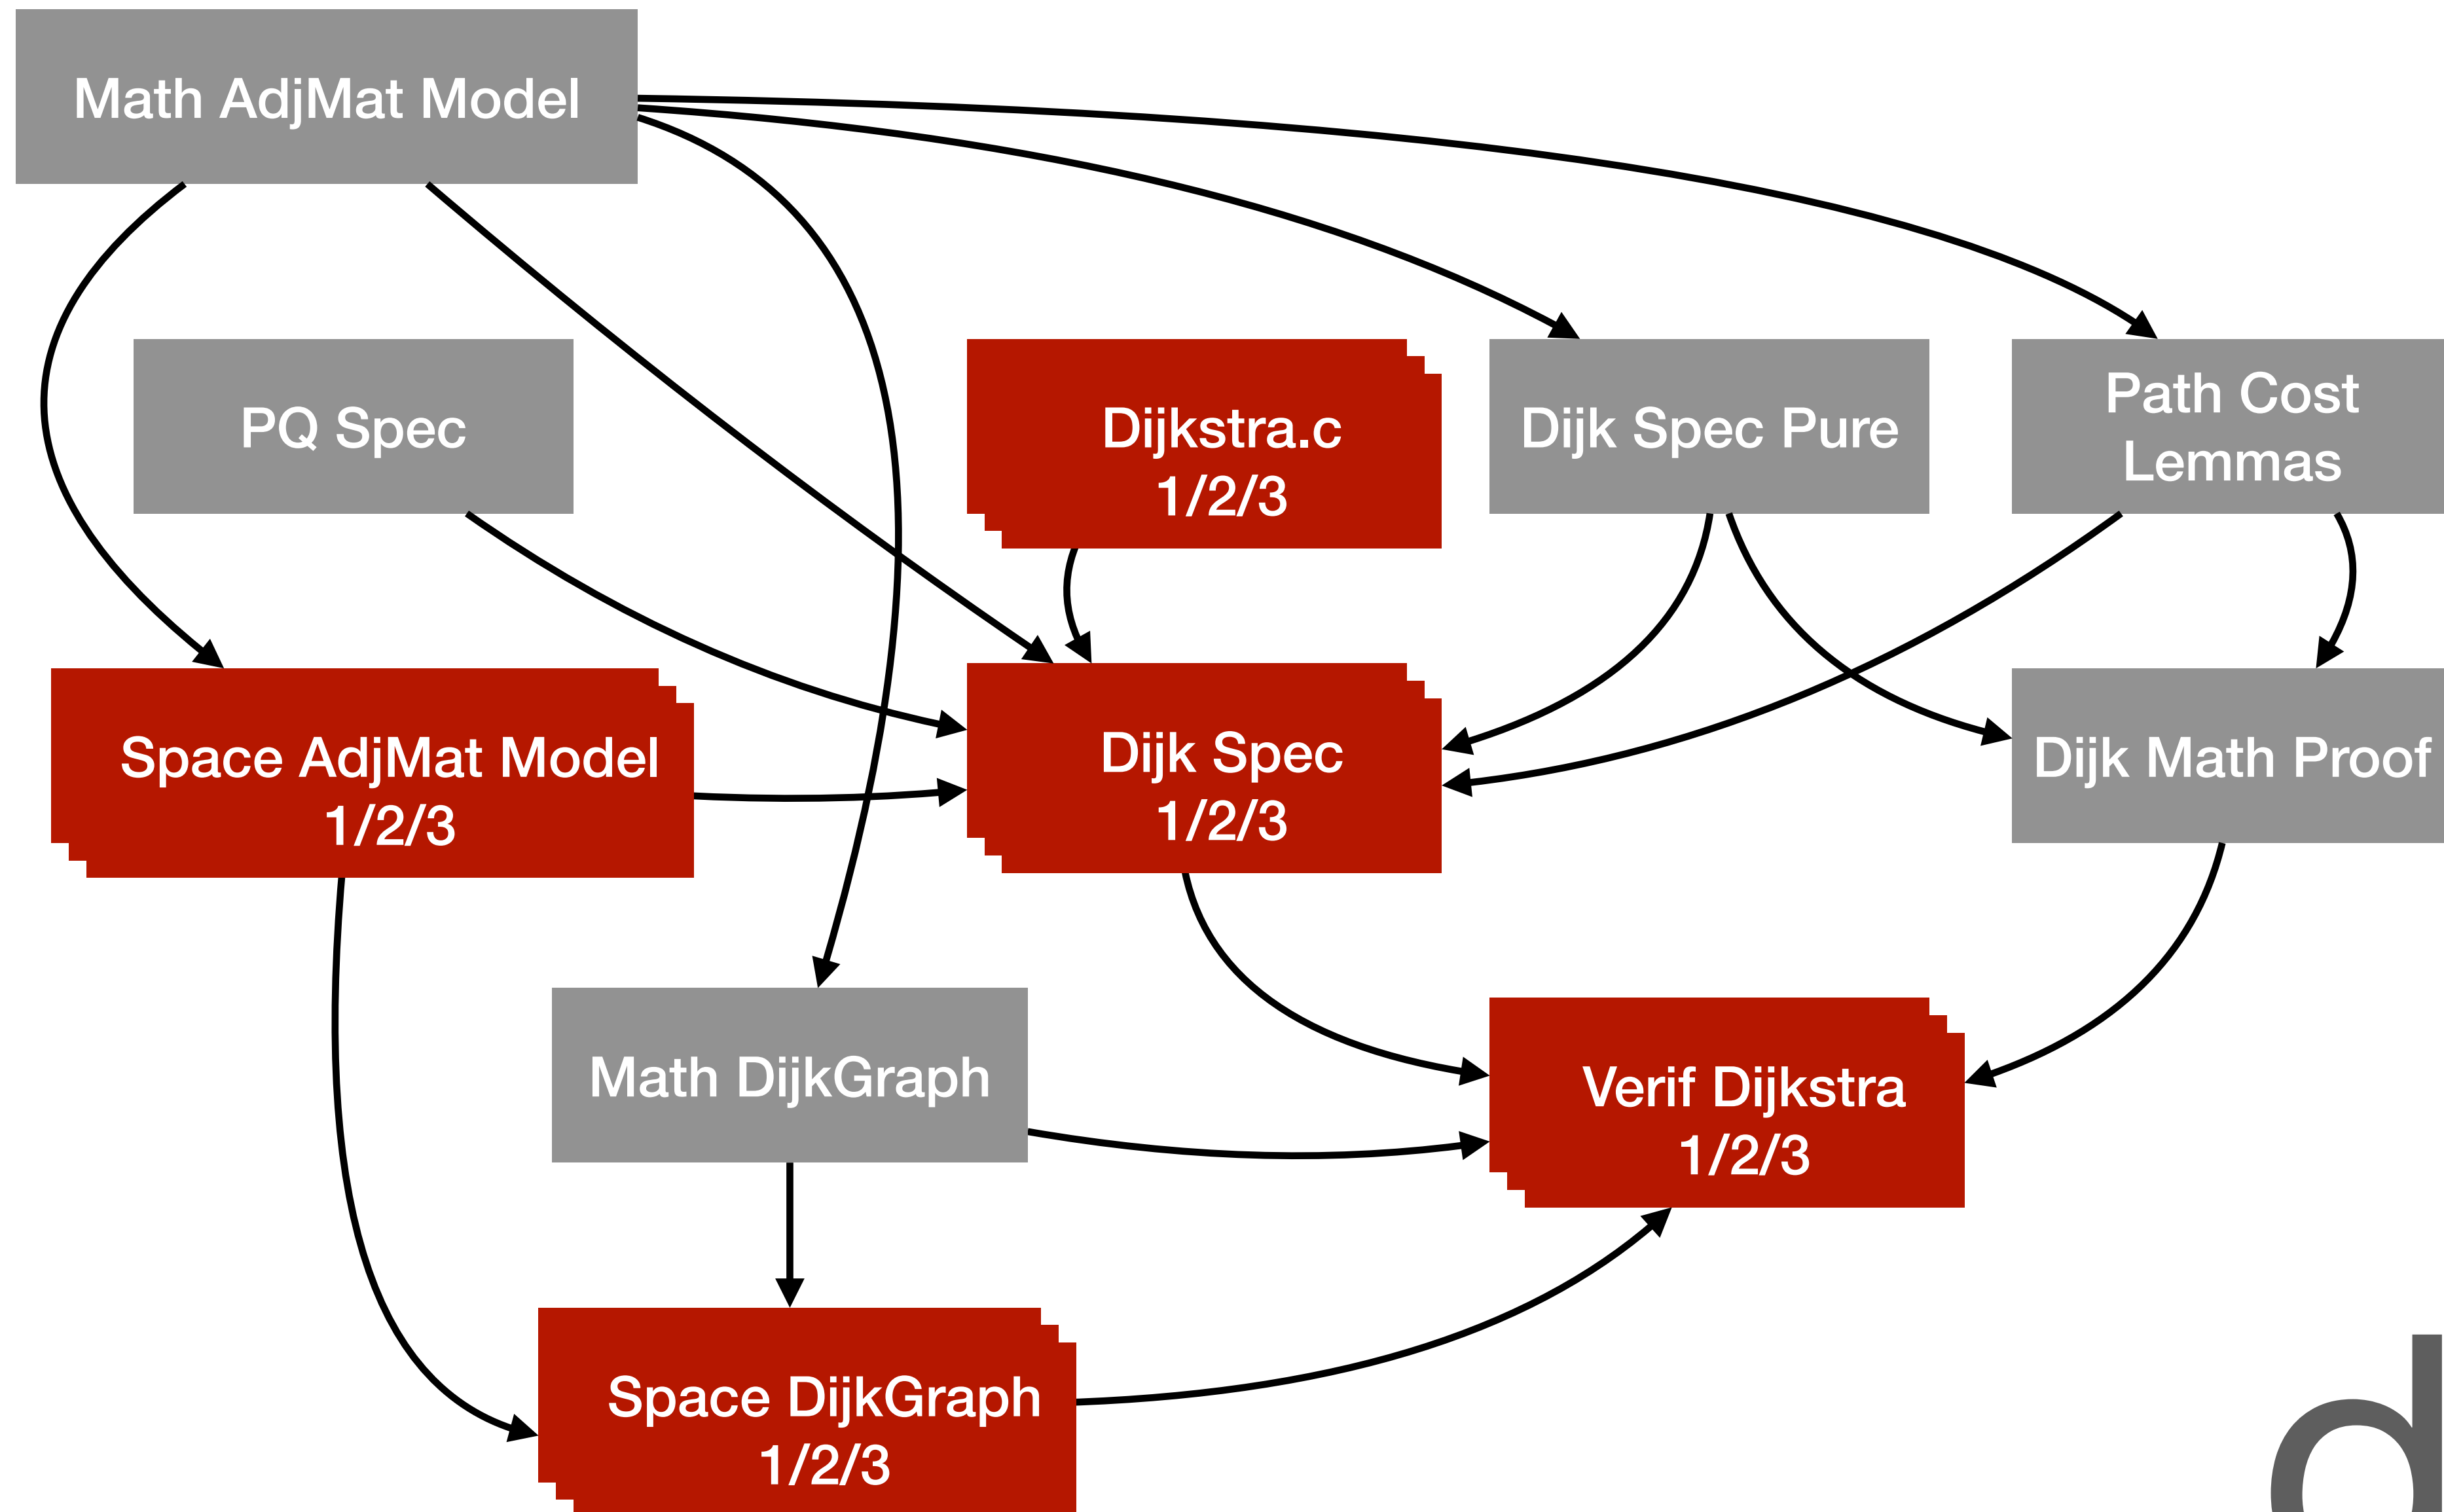 Math AdjMat Model
PQ Spec
Dijkstra.c
1/2/3
Dijk Spec Pure
Path Cost
Lemmas
Space AdjMat Model
1/2/3
Dijk Spec
1/2/3
Dijk Math Proof
Math DijkGraph
Verif Dijkstra
1/2/3
Space DijkGraph
1/2/3
d